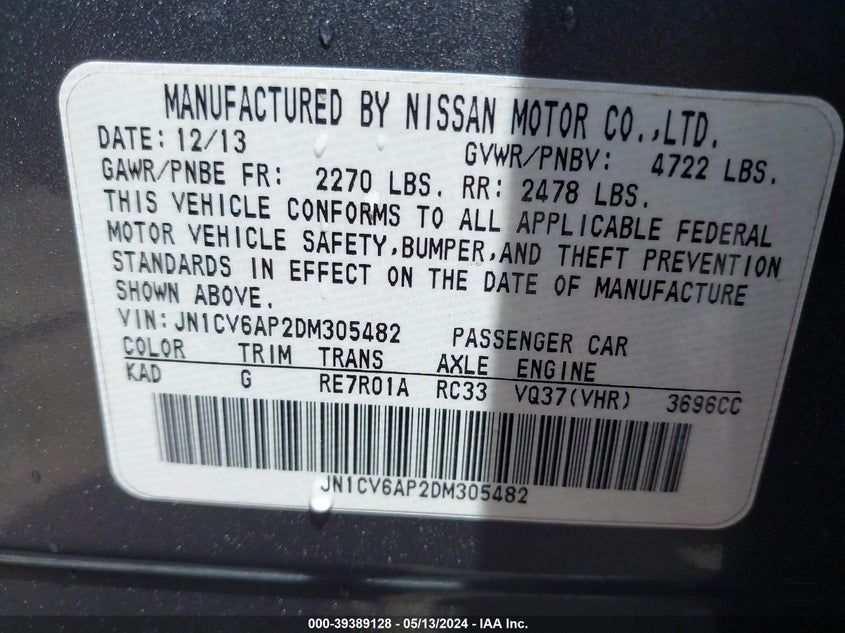 MANUFACTURED BY NISSAN MOTOR CO.,LTD.
DATE: 12/13 GVWR/PNBV: 4722 LBS.
GAWR/PNBE FR: 2270 LBS. RR: 2478 LBS.
THIS VEHICLE CONFORMS TO ALL APPLICABLE FEDERAL
MOTOR VEHICLE SAFETY,BUMPER,AND THEFT PREVENTION
STANDARDS IN EFFECT ON THE DATE OF MANUFACTURE
SHOWN ABOVE.
VIN: JN1CV6AP2DM305482 PASSENGER CAR
COLOR TRIM TRANS AXLE ENGINE
KAD G RE7R01A RC33 VQ37(VHR) 3696CC
JN1CV6AP2DM305482
000-39389128 - 05/13/2024 - IAA Inc.